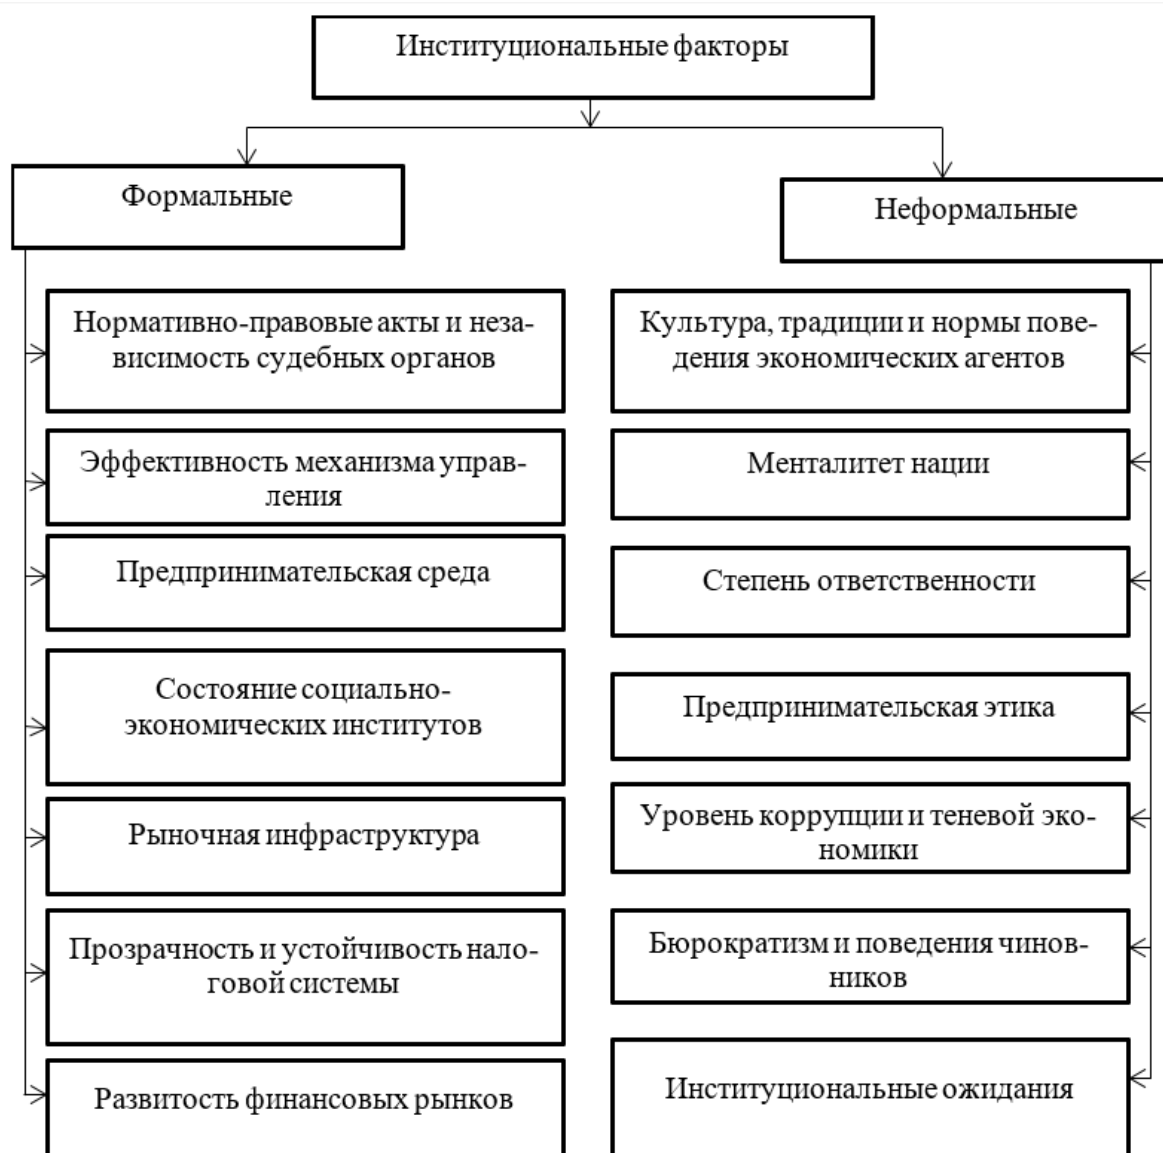 Институциональные факторы
Формальные
Неформальные
Нормативно-правовые акты и неза-
висимость судебных органов
Эффективность механизма управ-
ления
Предпринимательская среда
Состояние социально-
экономических институтов
Рыночная инфраструктура
Прозрачность и устойчивость нало-
говой системы
Развитость финансовых рынков
Культура, традиции и нормы пове-
дения экономических агентов
Менталитет нации
Степень ответственности
Предпринимательская этика
Уровень коррупции и теневой эко-
номики
Бюрократизм и поведения чинов-
ников
Институциональные ожидания